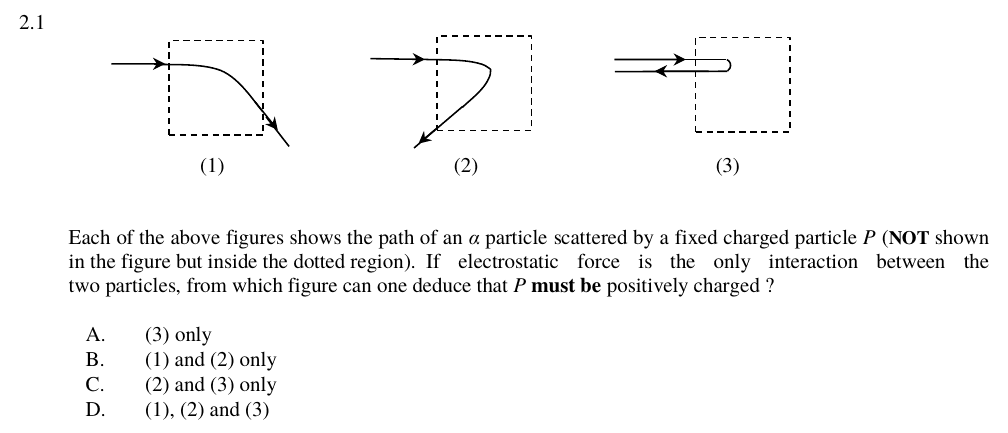 2.1
(1) (2) (3)
Each of the above figures shows the path of an α particle scattered by a fixed charged particle P (NOT shown
in the figure but inside the dotted region). If electrostatic force is the only interaction between the
two particles, from which figure can one deduce that P must be positively charged ?
A. (3) only
B. (1) and (2) only
C. (2) and (3) only
D. (1), (2) and (3)